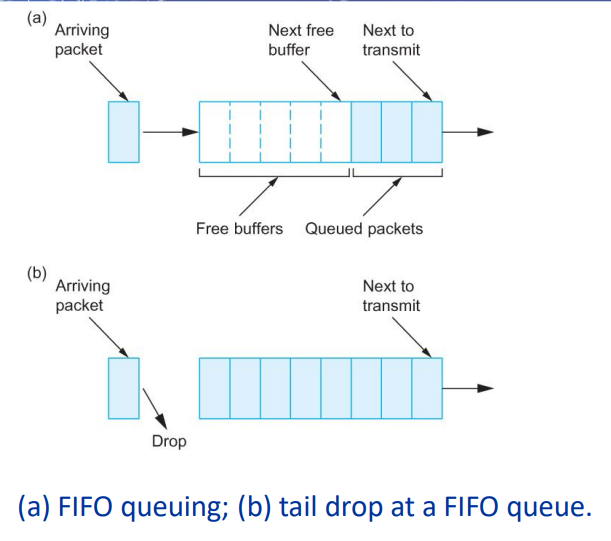 (a)
Arriving
packet
Next free
buffer
Next to
transmit
Free buffers
Queued packets
(b)
Arriving
packet
Next to
transmit
Drop
(a) FIFO queuing; (b) tail drop at a FIFO queue.